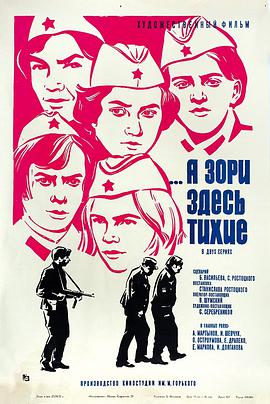 ХУДОЖЕСТВЕННЫЙ ФИЛЬМ
...А ЗОРИ
ЗДЕСЬ
ТИХИЕ
В ДВУХ СЕРИЯХ
СЦЕНАРИЙ
Б. ВАСИЛЬЕВА, С. РОСТОЦКОГО
ПОСТАНОВКА
СТАНИСЛАВА РОСТОЦКОГО
ОПЕРАТОР-ПОСТАНОВЩИК
В. ШУМСКИЙ
ХУДОЖНИК-ПОСТАНОВЩИК
С. СЕРЕБРЕННИКОВ
В ГЛАВНЫХ РОЛЯХ:
А. МАРТЫНОВ, И. ШЕВЧУК,
О. ОСТРОУМОВА, Е. ДРАПЕКО,
Е. МАРКОВА, И. ДОЛГАНОВА
ПРОИЗВОДСТВО КИНОСТУДИИ ИМ. М. ГОРЬКОГО